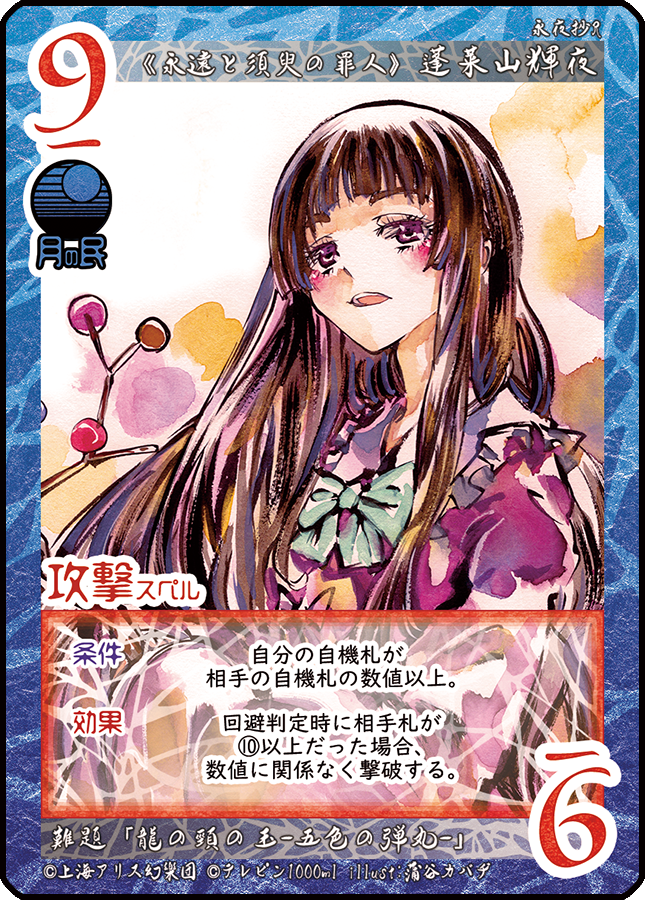 永夜抄
9
《永遠と須臾の罪人》 蓬莱山輝夜
月の民
攻撃スペル
条件
自分の自機札が
相手の自機札の数値以上。
効果
回避判定時に相手札が
⑩以上だった場合、
数値に関係なく撃破する。
9
難題「龍の頸の玉-五色の弾丸-」
©上海アリス幻樂団 ©テレピン1000ml illust:蒲谷カバヂ